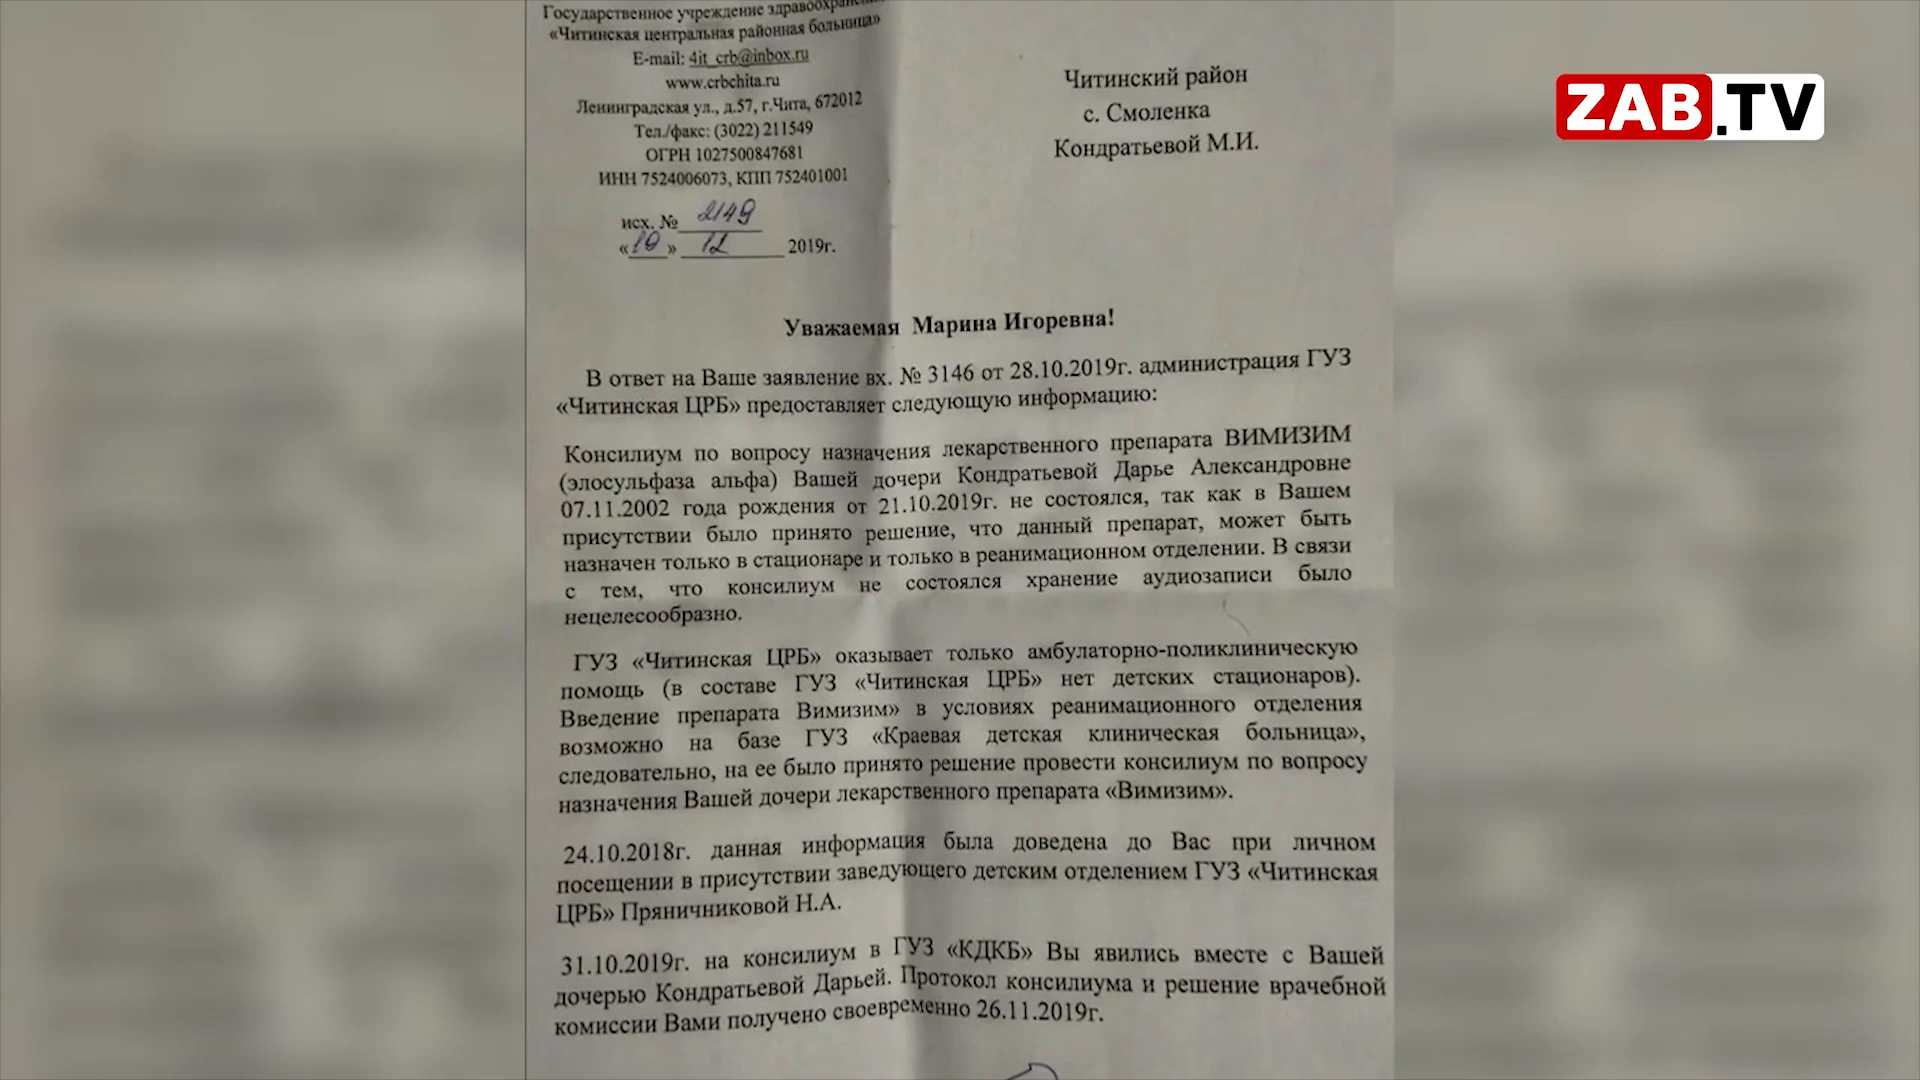 Государственное учреждение здравоохранения
«Читинская центральная районная больница»
E-mail: 4it_crb@inbox.ru
www.crbchita.ru
Ленинградская ул., д.57, г.Чита, 672012
Тел./факс: (3022) 211549
ОГРН 1027500847681
ИНН 7524006073, КПП 752401001
исх. № 2149
«10» 12 2019г.
Читинский район
с. Смоленка
Кондратьевой М.И.
ZAB.TV
Уважаемая Марина Игоревна!
В ответ на Ваше заявление вх. № 3146 от 28.10.2019г. администрация ГУЗ
«Читинская ЦРБ» предоставляет следующую информацию:
Консилиум по вопросу назначения лекарственного препарата ВИМИЗИМ
(элосульфаза альфа) Вашей дочери Кондратьевой Дарье Александровне
07.11.2002 года рождения от 21.10.2019г. не состоялся, так как в Вашем
присутствии было принято решение, что данный препарат, может быть
назначен только в стационаре и только в реанимационном отделении. В связи
с тем, что консилиум не состоялся хранение аудиозаписи было
нецелесообразно.
ГУЗ «Читинская ЦРБ» оказывает только амбулаторно-поликлиническую
помощь (в составе ГУЗ «Читинская ЦРБ» нет детских стационаров).
Введение препарата Вимизим» в условиях реанимационного отделения
возможно на базе ГУЗ «Краевая детская клиническая больница»,
следовательно, на ее было принято решение провести консилиум по вопросу
назначения Вашей дочери лекарственного препарата «Вимизим».
24.10.2018г. данная информация была доведена до Вас при личном
посещении в присутствии заведующего детским отделением ГУЗ «Читинская
ЦРБ» Пряничниковой Н.А.
31.10.2019г. на консилиум в ГУЗ «КДКБ» Вы явились вместе с Вашей
дочерью Кондратьевой Дарьей. Протокол консилиума и решение врачебной
комиссии Вами получено своевременно 26.11.2019г.